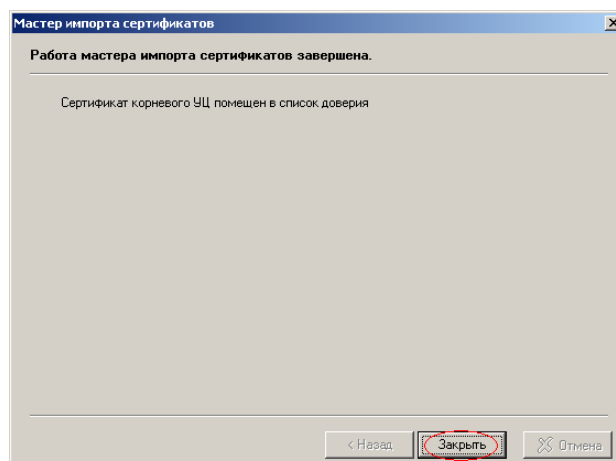 Мастер импорта сертификатов
Работа мастера импорта сертификатов завершена.
Сертификат корневого УЦ помещен в список доверия
< Назад Закрыть Отмена